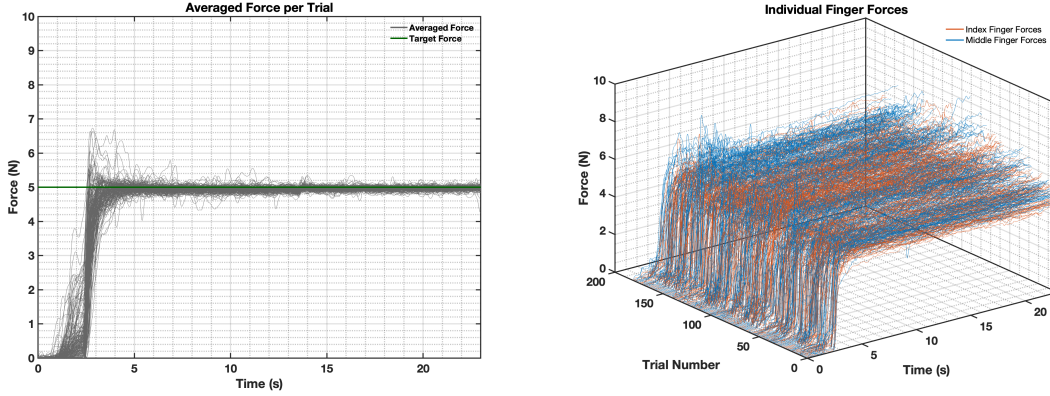 Averaged Force per Trial
Averaged Force
Target Force
10
9
8
7
6
5
4
3
2
1
0
0
5
10
15
20
Force (N)
Time (s)
Individual Finger Forces
Index Finger Forces
Middle Finger Forces
10
8
6
4
2
0
Force (N)
200
150
100
50
0
Trial Number
0
5
10
15
20
Time (s)